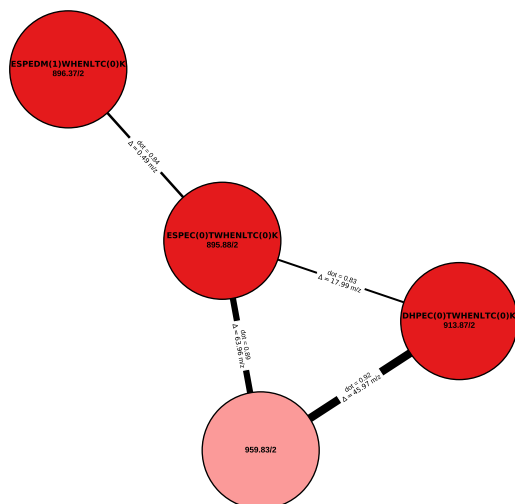 ESPEDM(1)WHENLTC(0)K
896.37/2
dot = 0.84
Δ = 0.49 m/z
ESPEC(0)TWHENLTC(0)K
895.88/2
dot = 0.83
Δ = 17.99 m/z
DHPEC(0)TWHENLTC(0)K
913.87/2
dot = 0.89
Δ = 63.96 m/z
dot = 0.92
Δ = 45.97 m/z
959.83/2